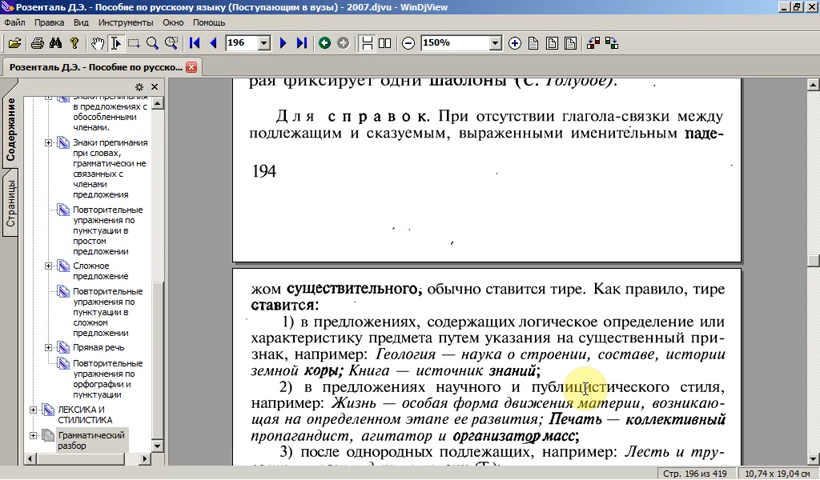 Розенталь Д.Э. - Пособие по русскому языку (Поступающим в вузы) - 2007.djvu - WinDjView
Файл Правка Вид Инструменты Окно Помощь
196 150%
Розенталь Д.Э. - Пособие по русско...
Содержание
Страницы
Знаки препинания
в предложениях с
обособленными
членами.
Знаки препинания
при словах,
грамматически не
связанных с
членами
предложения
Повторительные
упражнения по
пунктуации в
простом
предложении
Сложное
предложение
Повторительные
упражнения по
пунктуации в
сложном
предложении
Прямая речь
Повторительные
упражнения по
орфографии и
пунктуации
ЛЕКСИКА И
СТИЛИСТИКА
Грамматический
разбор
рая фиксирует одни шаблоны (С. Голубое).
Для справок. При отсутствии глагола-связки между
подлежащим и сказуемым, выраженными именительным паде-
194
жом существительного, обычно ставится тире. Как правило, тире
ставится:
1) в предложениях, содержащих логическое определение или
характеристику предмета путем указания на существенный при-
знак, например: Геология — наука о строении, составе, истории
земной коры; Книга — источник знаний;
2) в предложениях научного и публицистического стиля,
например: Жизнь — особая форма движения материи, возникаю-
щая на определенном этапе ее развития; Печать — коллективный
пропагандист, агитатор и организатор масс;
3) после однородных подлежащих, например: Лесть и тру-
Стр. 196 из 419 10,74 x 19,04 см